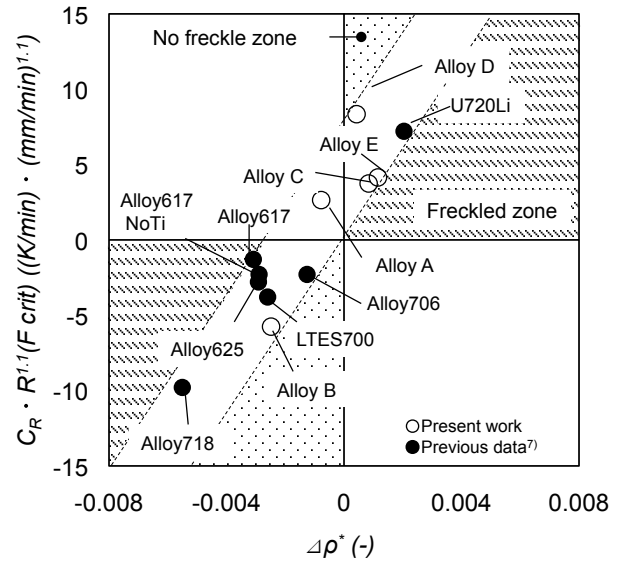 15
No freckle zone
Alloy D
10
U720Li
Alloy E
5
Alloy C
Alloy617
NoTi
Alloy617
Freckled zone
0
Alloy A
Alloy706
-5
LTES700
Alloy625
Alloy B
-10
Alloy718
○Present work
●Previous data⁷⁾
-15
-0.008 -0.004 0 0.004 0.008
⊿ρ* (-)
C_R・R^1.1(F crit) ((K/min)・(mm/min)^1.1)